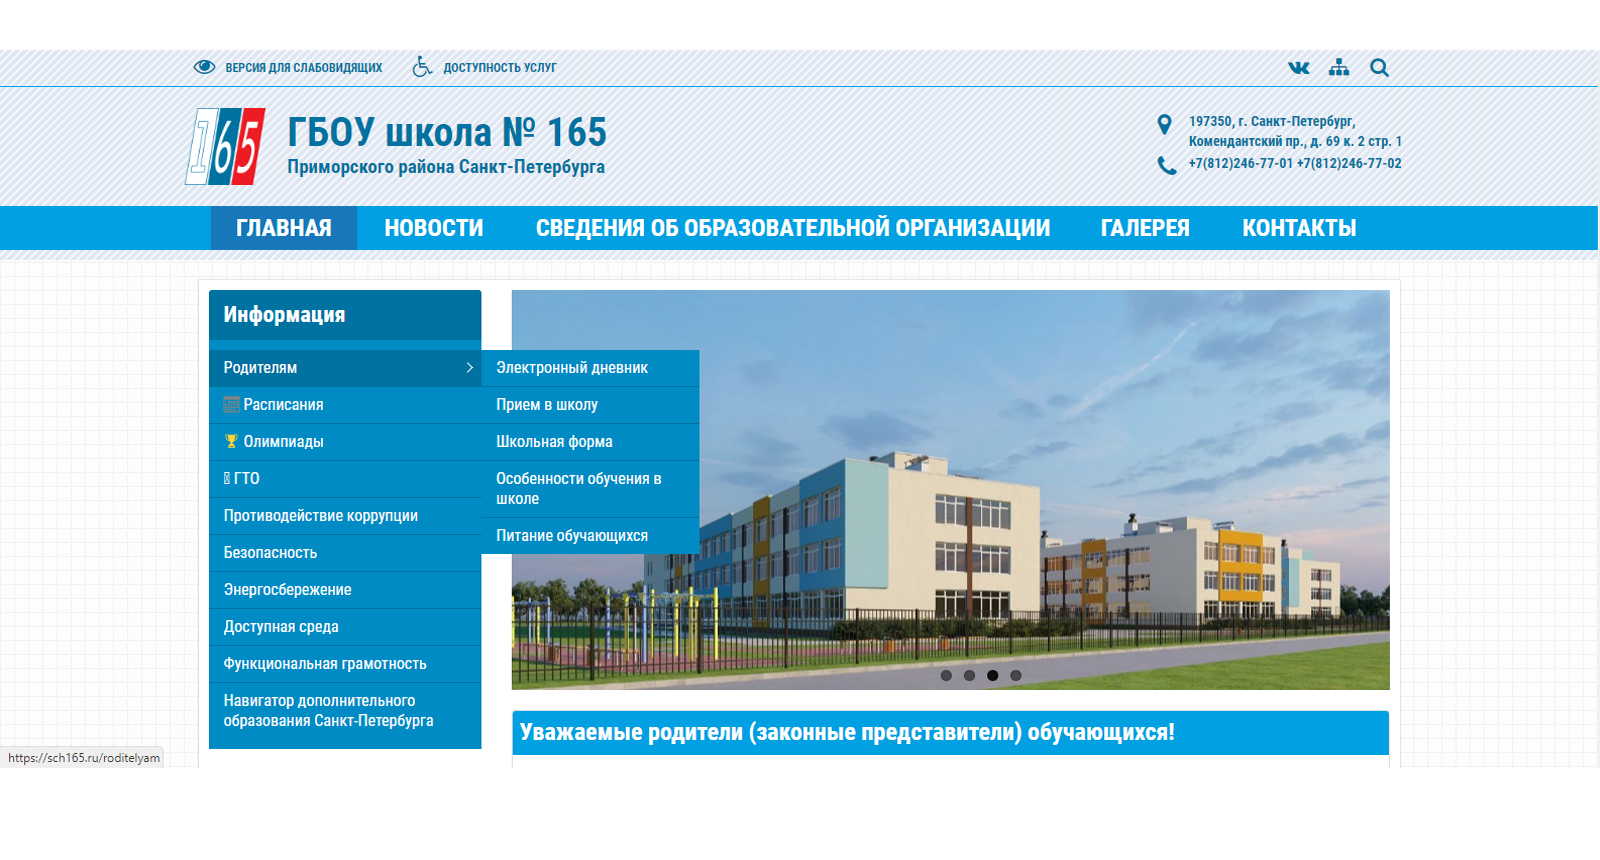 ВЕРСИЯ ДЛЯ СЛАБОВИДЯЩИХ
ДОСТУПНОСТЬ УСЛУГ
165
ГБОУ школа № 165
Приморского района Санкт-Петербурга
197350, г. Санкт-Петербург,
Комендантский пр., д. 69 к. 2 стр. 1
+7(812)246-77-01 +7(812)246-77-02
ГЛАВНАЯ
НОВОСТИ
СВЕДЕНИЯ ОБ ОБРАЗОВАТЕЛЬНОЙ ОРГАНИЗАЦИИ
ГАЛЕРЕЯ
КОНТАКТЫ
Информация
Родителям
Расписания
Олимпиады
ГТО
Противодействие коррупции
Безопасность
Энергосбережение
Доступная среда
Функциональная грамотность
Навигатор дополнительного
образования Санкт-Петербурга
Электронный дневник
Прием в школу
Школьная форма
Особенности обучения в
школе
Питание обучающихся
Уважаемые родители (законные представители) обучающихся!
https://sch165.ru/roditelyam